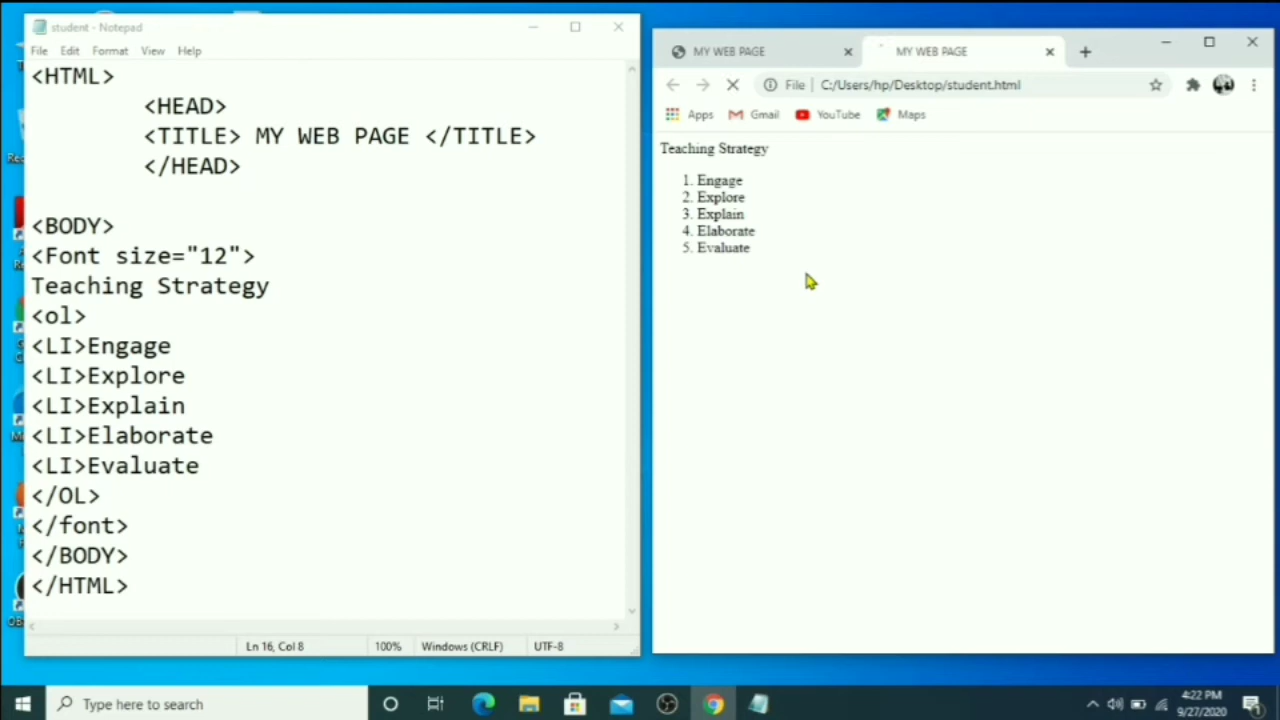 student - Notepad
File Edit Format View Help
<HTML>
<HEAD>
<TITLE> MY WEB PAGE </TITLE>
</HEAD>
<BODY>
<Font size="12">
Teaching Strategy
<ol>
<LI>Engage
<LI>Explore
<LI>Explain
<LI>Elaborate
<LI>Evaluate
</OL>
</font>
</BODY>
</HTML>
Ln 16, Col 8 100% Windows (CRLF) UTF-8
MY WEB PAGE MY WEB PAGE
File C:/Users/hp/Desktop/student.html
Apps Gmail YouTube Maps
Teaching Strategy
1. Engage
2. Explore
3. Explain
4. Elaborate
5. Evaluate
Type here to search
4:22 PM
9/27/2020